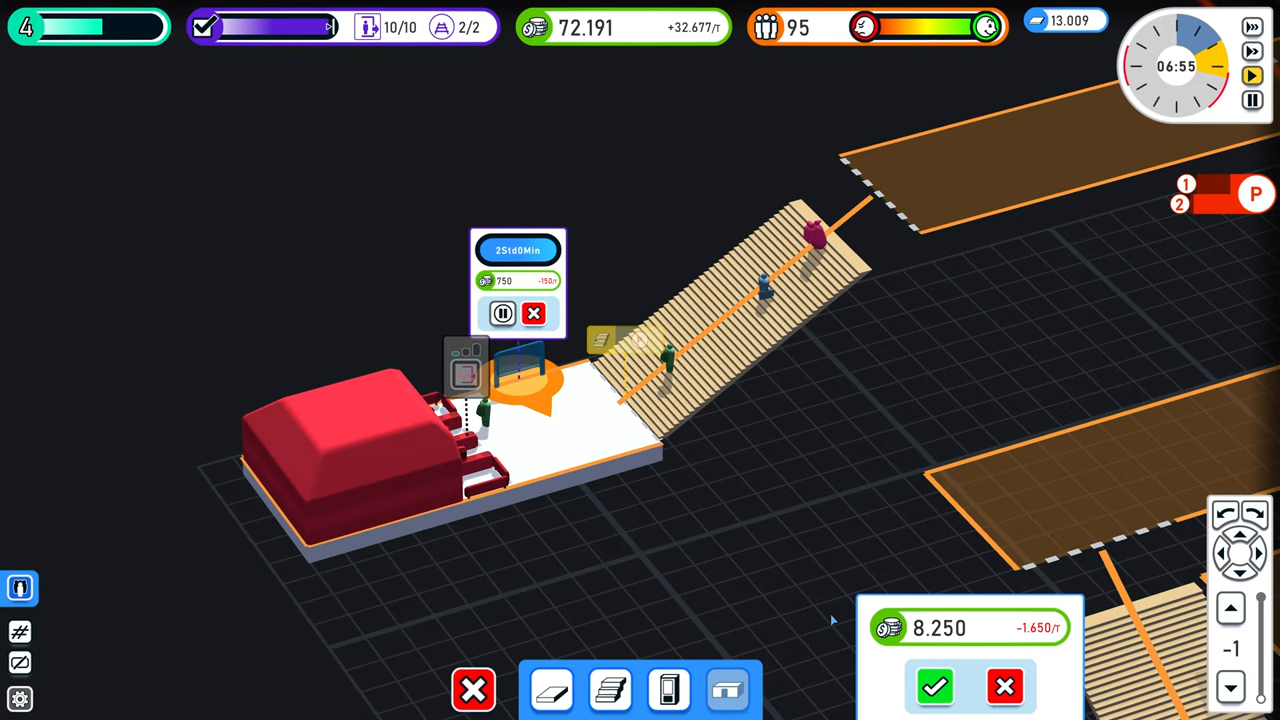 4
10/10
2/2
72.191
+32.677/T
95
13.009
06:55
1
2
P
2Std0Min
750
-150/T
P
8.250
-1.650/T
-1